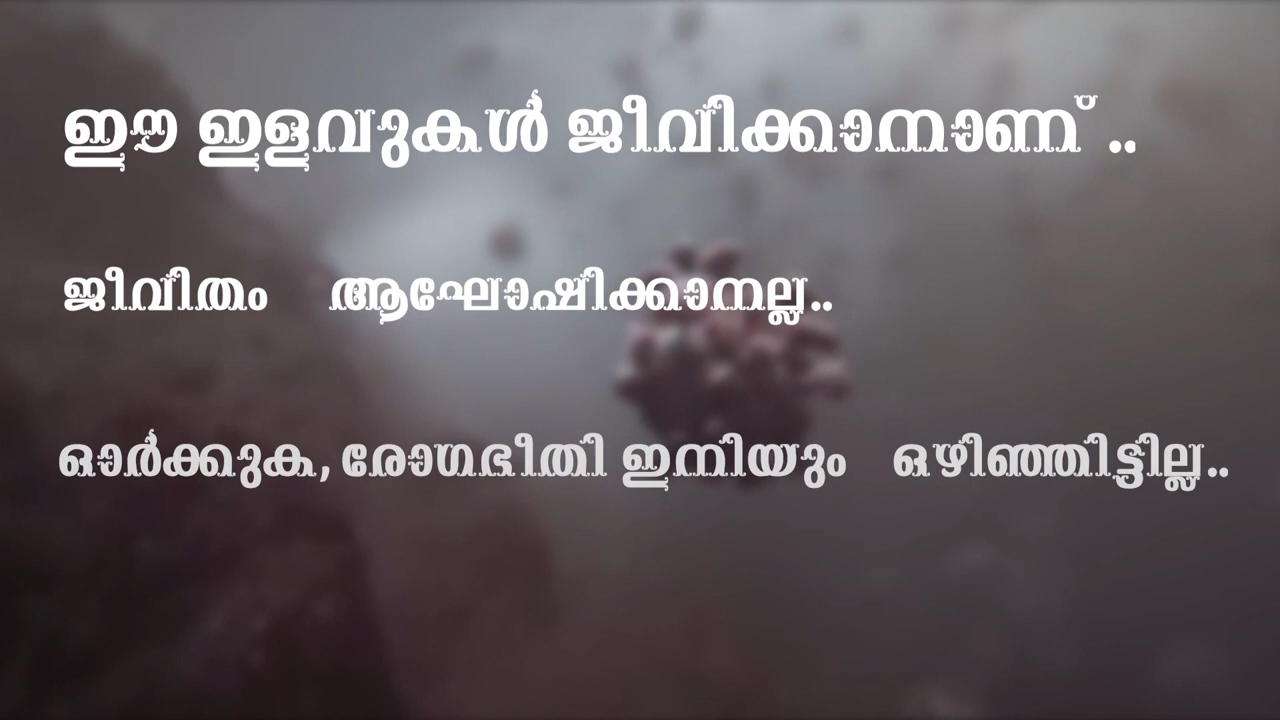 ഈ ഇളവുകൾ ജീവിക്കാനാണ് ..
ജീവിതം ആഘോഷിക്കാനല്ല..
ഓർക്കുക, രോഗഭീതി ഇനിയും ഒഴിഞ്ഞിട്ടില്ല..